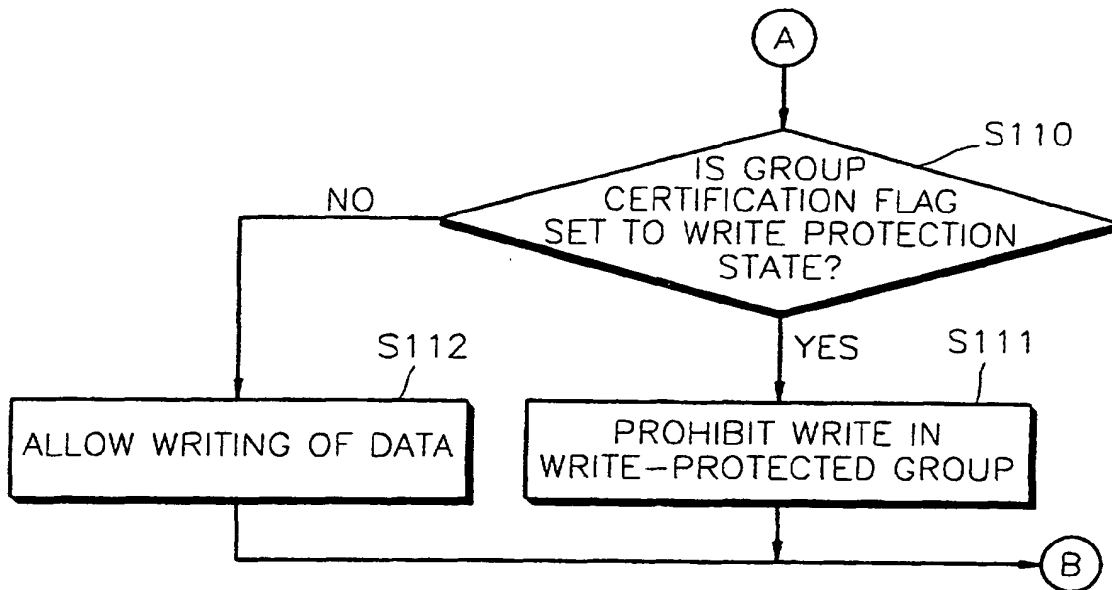 A
S110
IS GROUP
CERTIFICATION FLAG
SET TO WRITE PROTECTION
STATE?
NO
YES
S112
S111
ALLOW WRITING OF DATA
PROHIBIT WRITE IN
WRITE-PROTECTED GROUP
B